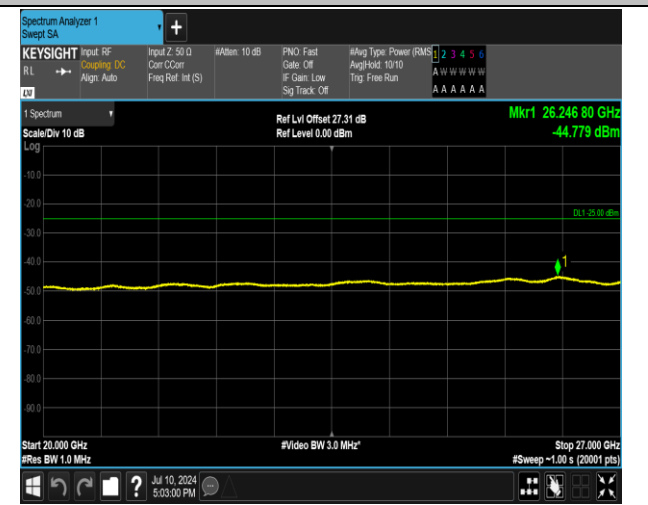 Spectrum Analyzer 1
Swept SA
+
KEYSIGHT Input: RF Input Z: 50 Ω #Atten: 10 dB PNO: Fast #Avg Type: Power (RMS 1 2 3 4 5 6
RL Coupling: DC Corr CCorr Gate: Off Avg|Hold: 10/10 A W W W W W
Align: Auto Freq Ref: Int (S) IF Gain: Low Trig: Free Run
LXI Sig Track: Off A A A A A A
1 Spectrum Ref Lvl Offset 27.31 dB Mkr1 26.246 80 GHz
Scale/Div 10 dB Ref Level 0.00 dBm -44.779 dBm
Log
-10.0
-20.0
DL1 -25.00 dBm
-30.0
-40.0
1
-50.0
-60.0
-70.0
-80.0
-90.0
Start 20.000 GHz #Video BW 3.0 MHz* Stop 27.000 GHz
#Res BW 1.0 MHz #Sweep ~1.00 s (20001 pts)
? Jul 10, 2024
5:03:00 PM